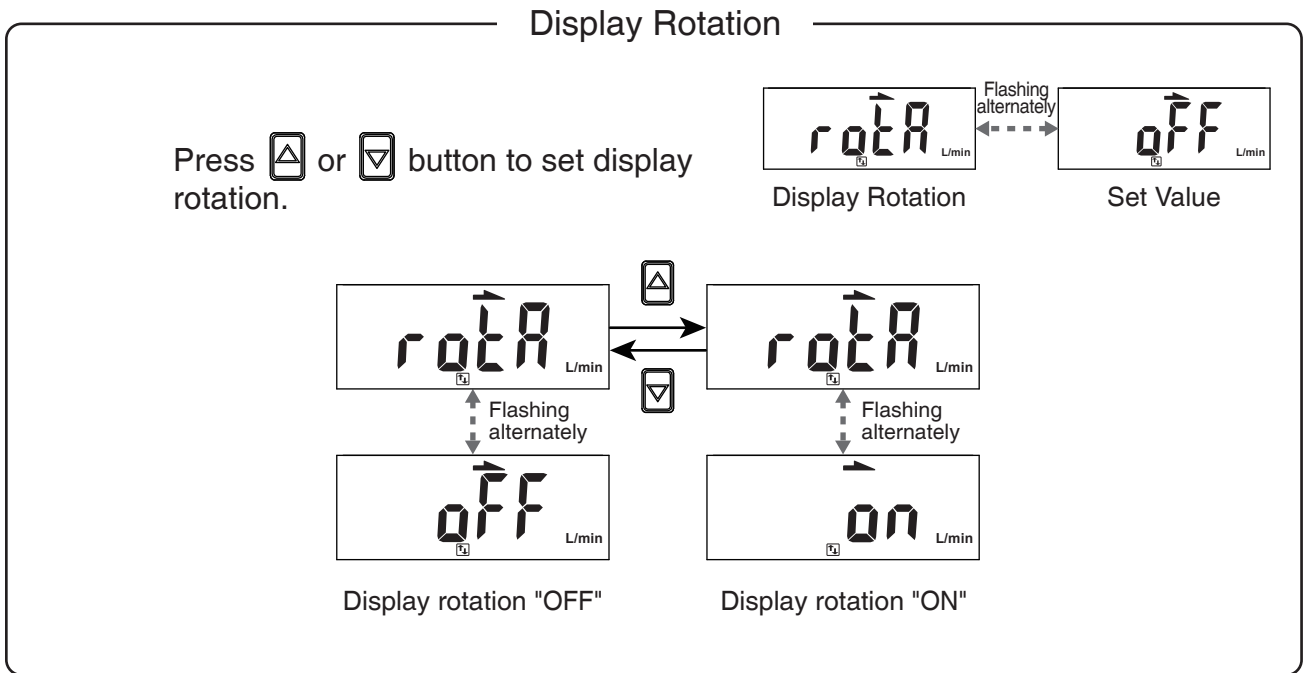 Display Rotation
Press △ or ▽ button to set display
rotation.
rotA L/min
Flashing
alternately
oFF L/min
Display Rotation
Set Value
rotA L/min
rotA L/min
Flashing
alternately
Flashing
alternately
oFF L/min
on L/min
Display rotation "OFF"
Display rotation "ON"